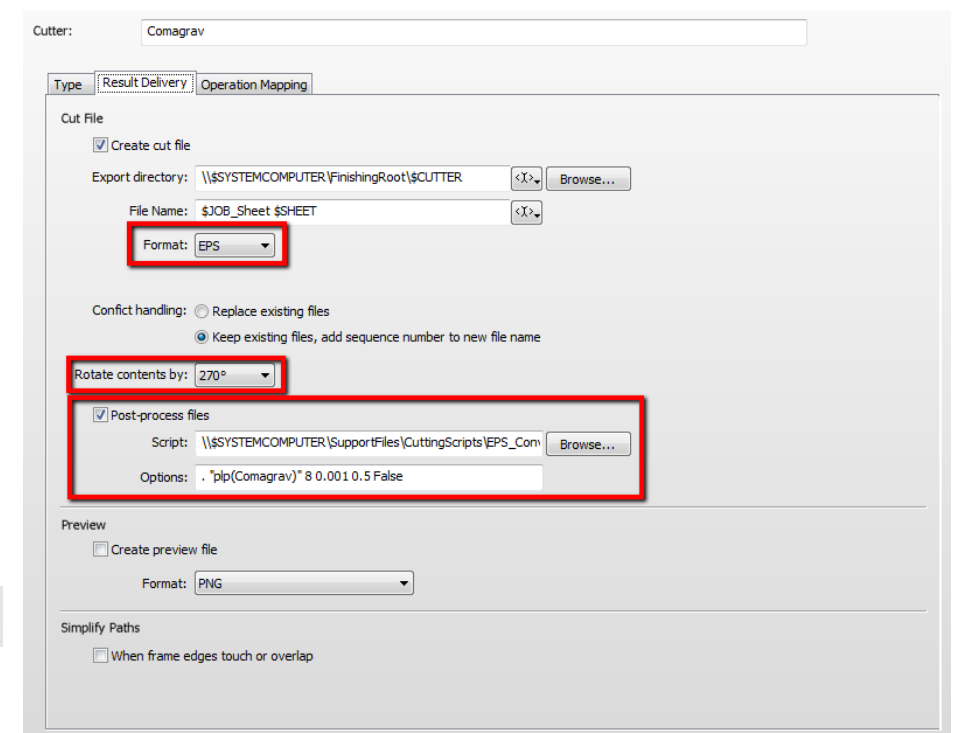 Cutter: Comagrav
Type Result Delivery Operation Mapping
Cut File
Create cut file
Export directory: \\$SYSTEMCOMPUTER\FinishingRoot\$CUTTER <I> Browse...
File Name: $JOB_Sheet $SHEET <I>
Format: EPS
Confict handling: Replace existing files
Keep existing files, add sequence number to new file name
Rotate contents by: 270°
Post-process files
Script: \\$SYSTEMCOMPUTER\SupportFiles\CuttingScripts\EPS_Conv Browse...
Options: . "plp(Comagrav)" 8 0.001 0.5 False
Preview
Create preview file
Format: PNG
Simplify Paths
When frame edges touch or overlap